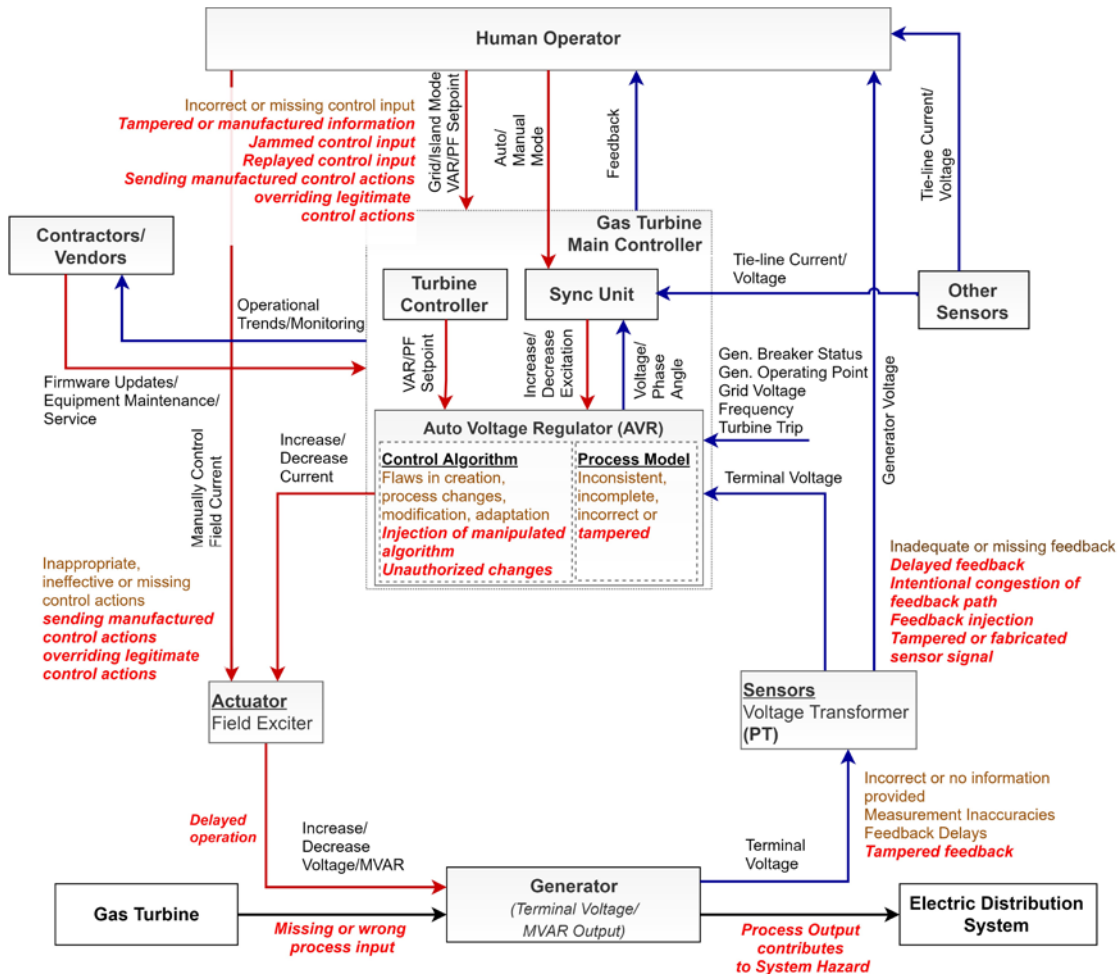 Human Operator
Incorrect or missing control input
Tampered or manufactured information
Jammed control input
Replayed control input
Sending manufactured control actions
overriding legitimate
control actions
Grid/Island Mode
VAR/PF Setpoint
Auto/
Manual
Mode
Feedback
Tie-line Current/
Voltage
Contractors/
Vendors
Gas Turbine
Main Controller
Turbine
Controller
Sync Unit
Tie-line Current/
Voltage
Other
Sensors
Operational
Trends/Monitoring
VAR/PF
Setpoint
Increase/
Decrease
Excitation
Voltage/
Phase
Angle
Gen. Breaker Status
Gen. Operating Point
Grid Voltage
Frequency
Turbine Trip
Generator Voltage
Firmware Updates/
Equipment Maintenance/
Service
Manually Control
Field Current
Increase/
Decrease
Current
Auto Voltage Regulator (AVR)
Control Algorithm
Flaws in creation,
process changes,
modification, adaptation
Injection of manipulated
algorithm
Unauthorized changes
Process Model
Inconsistent,
incomplete,
incorrect or
tampered
Terminal Voltage
Inappropriate,
ineffective or missing
control actions
sending manufactured
control actions
overriding legitimate
control actions
Inadequate or missing feedback
Delayed feedback
Intentional congestion of
feedback path
Feedback injection
Tampered or fabricated
sensor signal
Actuator
Field Exciter
Sensors
Voltage Transformer
(PT)
Delayed
operation
Increase/
Decrease
Voltage/MVAR
Terminal
Voltage
Incorrect or no information
provided
Measurement Inaccuracies
Feedback Delays
Tampered feedback
Gas Turbine
Missing or wrong
process input
Generator
(Terminal Voltage/
MVAR Output)
Process Output
contributes
to System Hazard
Electric Distribution
System